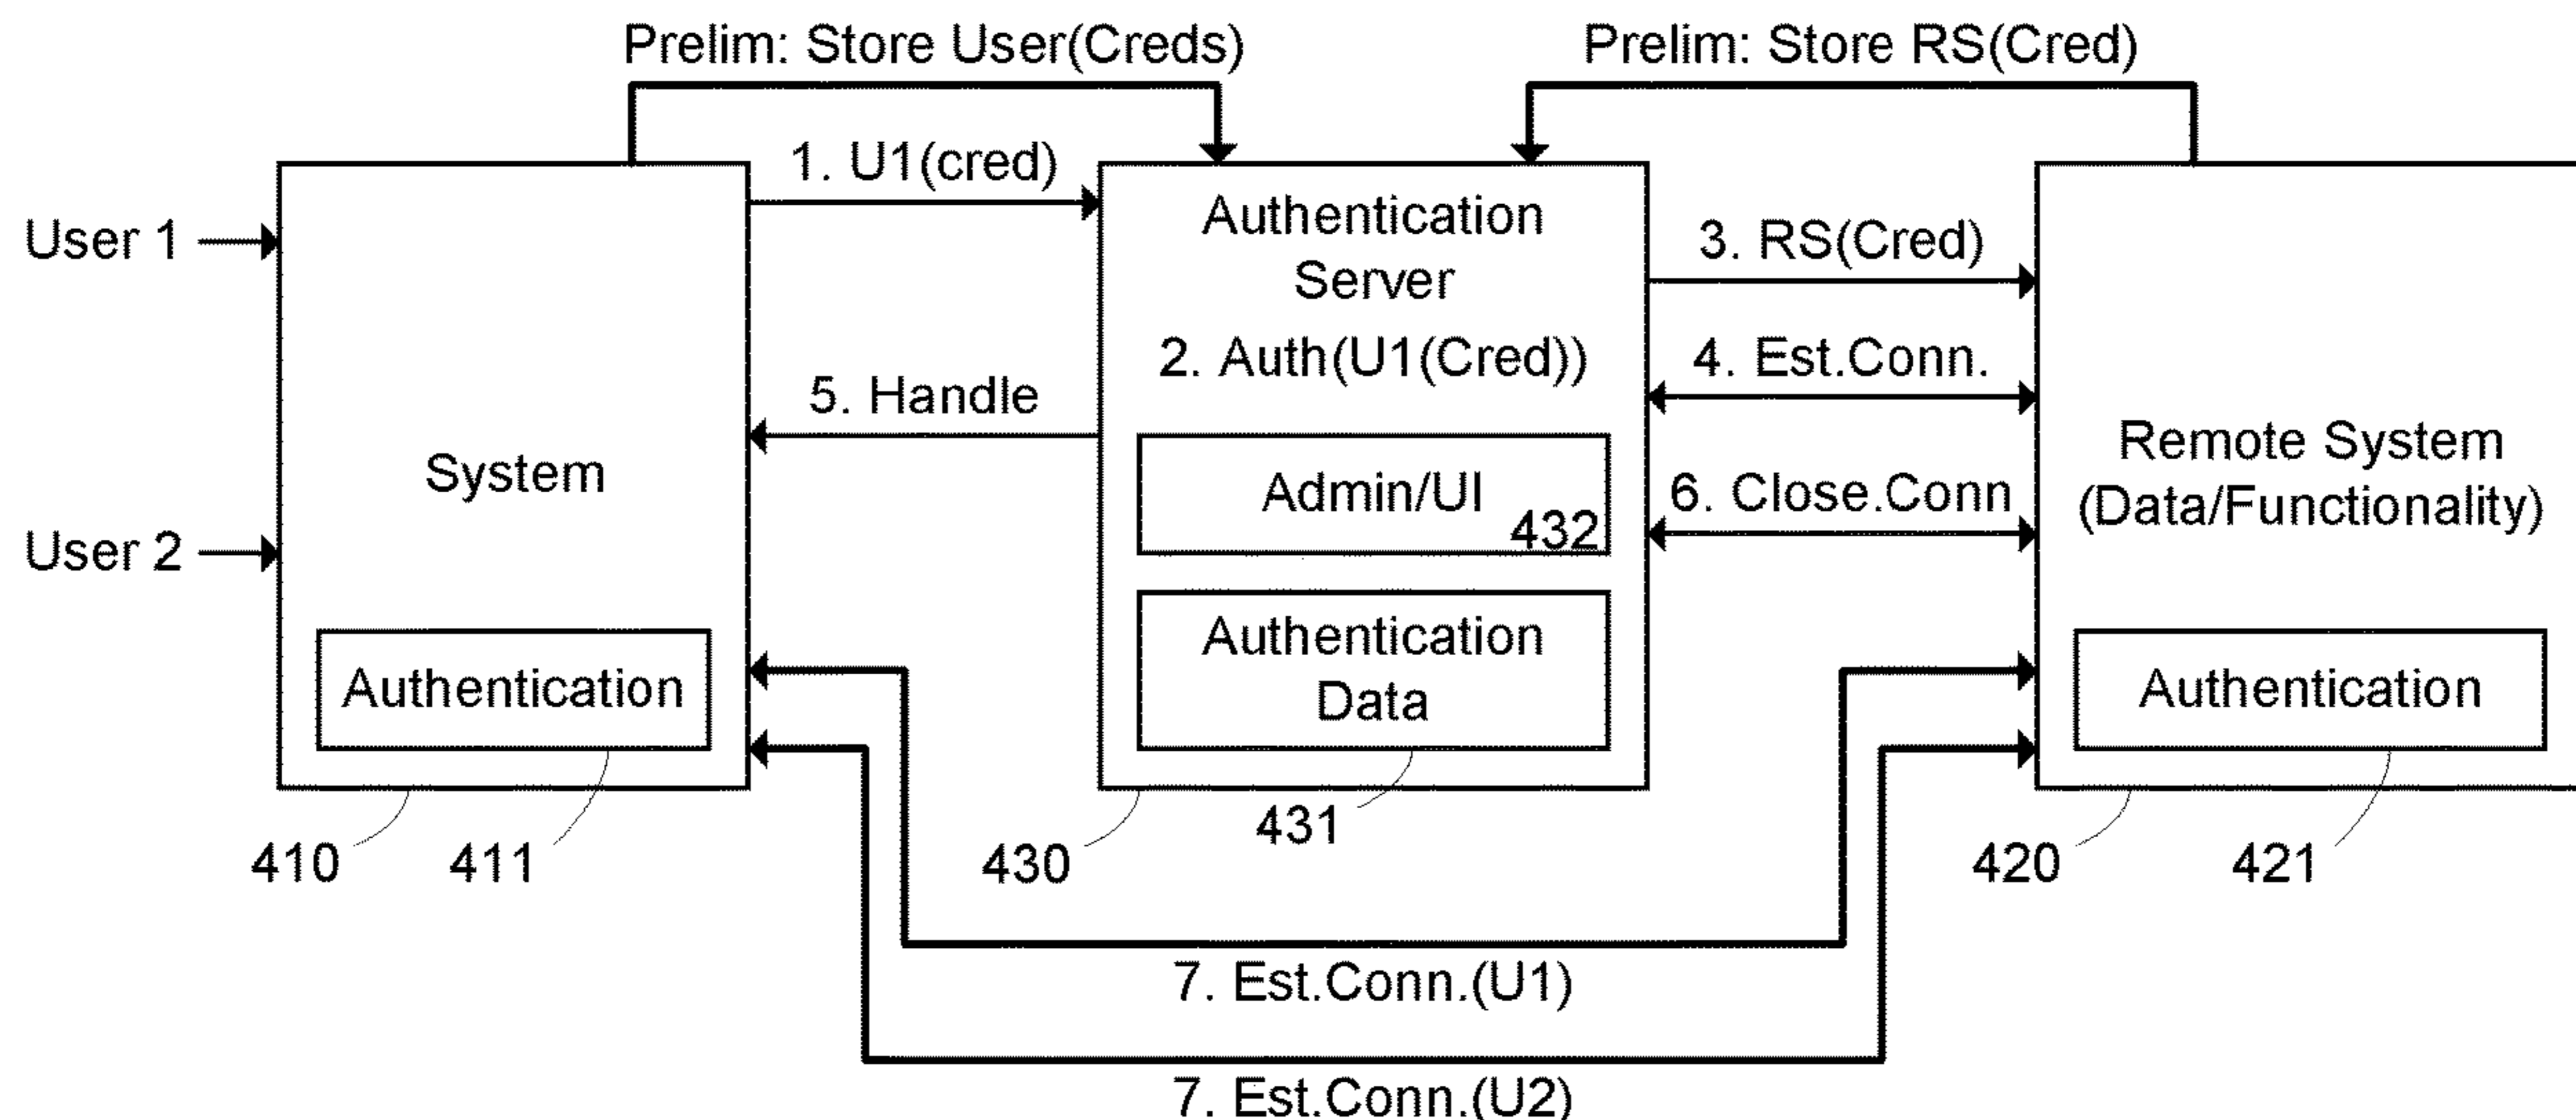 Prelim: Store User(Creds)
Prelim: Store RS(Cred)
1. U1(cred)
User 1
Authentication
Server
3. RS(Cred)
2. Auth(U1(Cred))
4. Est.Conn.
5. Handle
System
Admin/UI
432
6. Close.Conn
Remote System
(Data/Functionality)
User 2
Authentication
Authentication
Data
Authentication
410
411
430
431
420
421
7. Est.Conn.(U1)
7. Est.Conn.(U2)